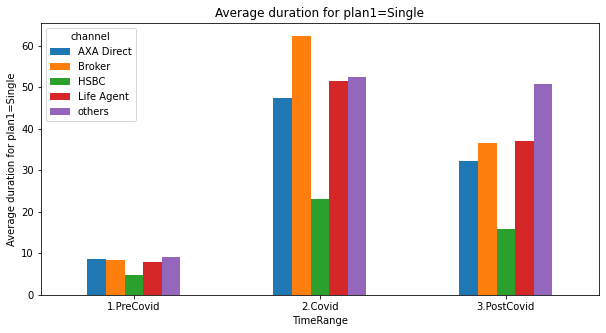 Average duration for plan1=Single
channel
AXA Direct
Broker
HSBC
Life Agent
others
Average duration for plan1=Single
60
50
40
30
20
10
0
1.PreCovid
2.Covid
3.PostCovid
TimeRange